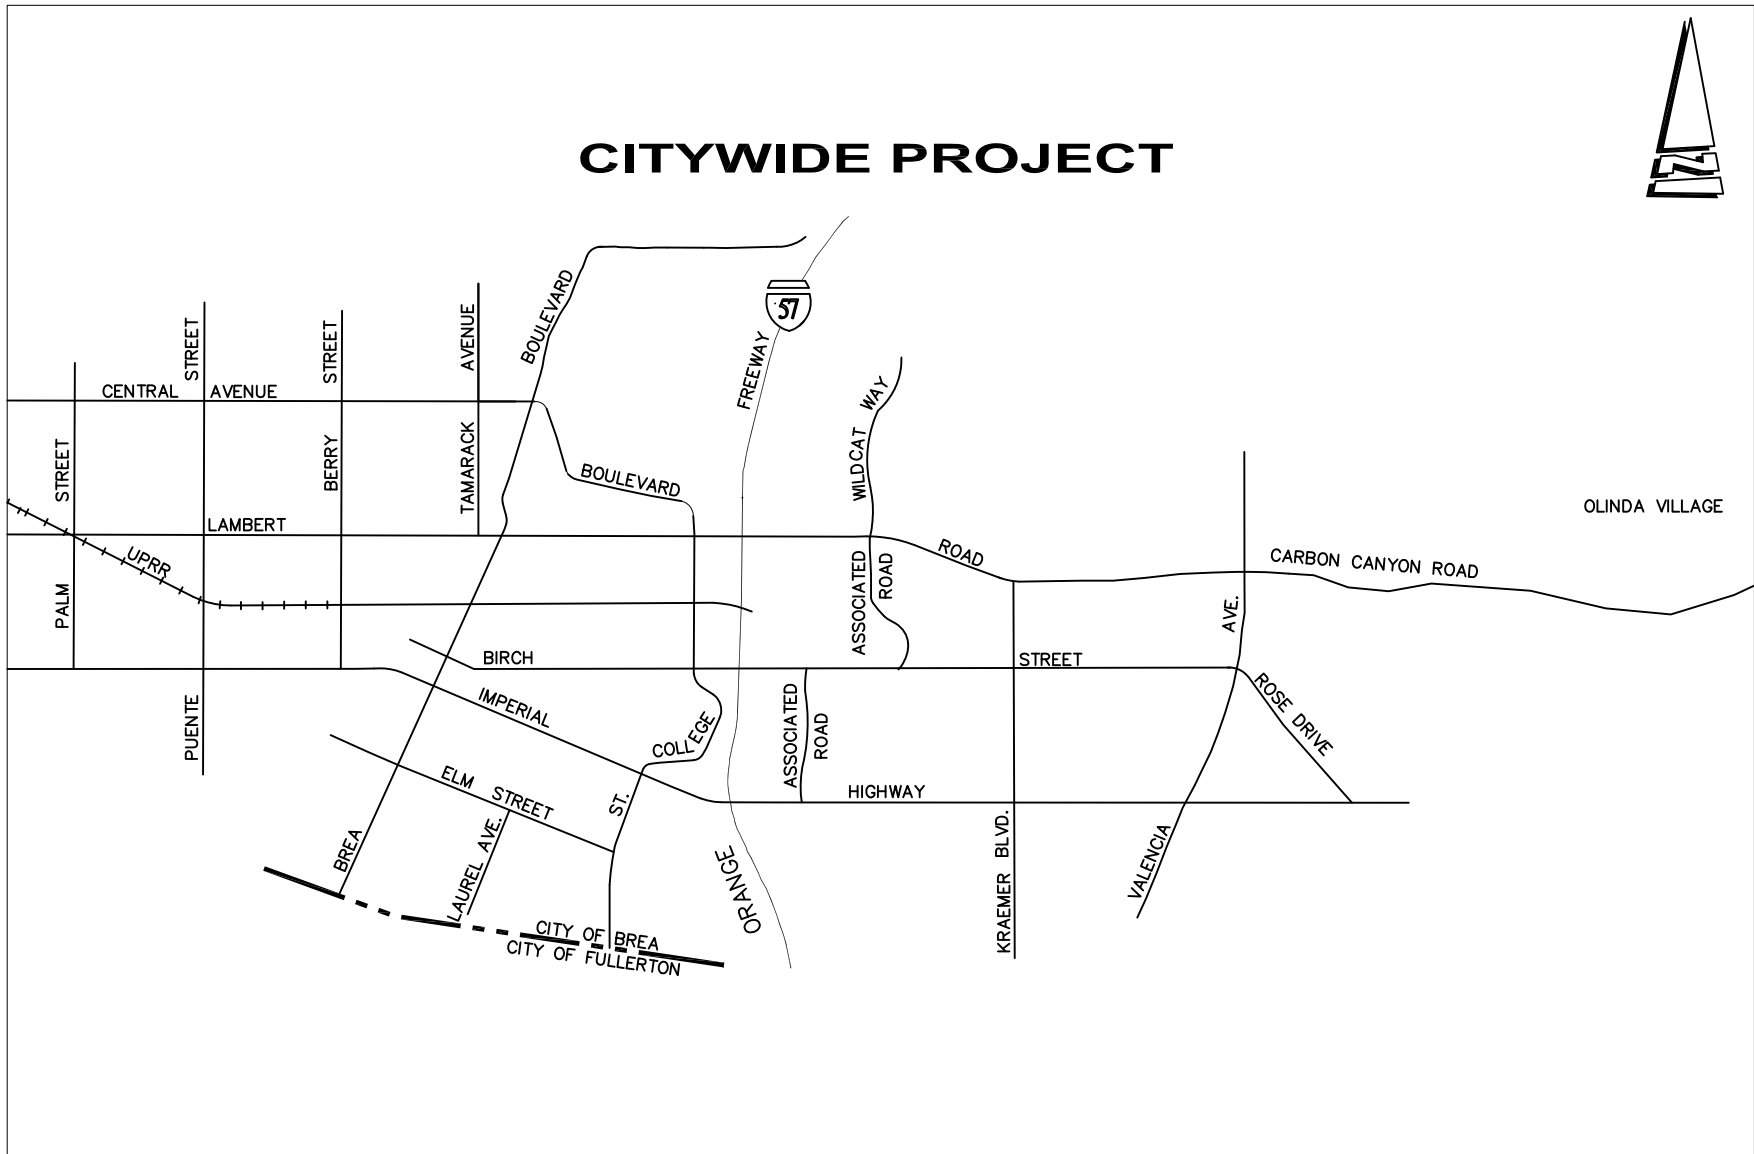 CITYWIDE PROJECT
N
57
BOULEVARD
FREEWAY
STREET
STREET
AVENUE
CENTRAL AVENUE
WILDCAT WAY
STREET
BERRY
TAMARACK
BOULEVARD
OLINDA VILLAGE
LAMBERT
ROAD
CARBON CANYON ROAD
UPRR
PALM
ASSOCIATED
ROAD
AVE.
BIRCH
STREET
PUENTE
IMPERIAL
COLLEGE
ASSOCIATED
ROAD
ROSE DRIVE
ELM STREET
ST.
HIGHWAY
BREA
LAUREL AVE.
ORANGE
KRAEMER BLVD.
VALENCIA
CITY OF BREA
CITY OF FULLERTON